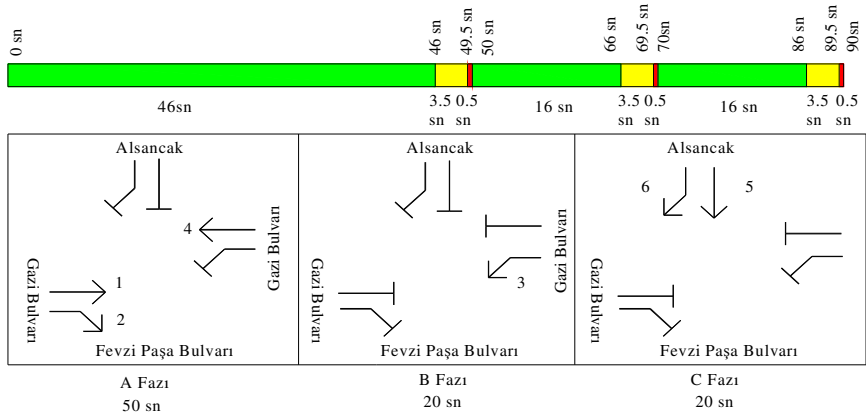 0 sn
46 sn
49.5 sn
50 sn
66 sn
69.5 sn
70sn
86 sn
89.5 sn
90sn
46sn
3.5 sn
0.5 sn
16 sn
3.5 sn
0.5 sn
16 sn
3.5 sn
0.5 sn
Alsancak
4
Gazi Bulvarı
Gazi Bulvarı
1
2
Fevzi Paşa Bulvarı
Alsancak
Gazi Bulvarı
3
Fevzi Paşa Bulvarı
Alsancak
6
5
Gazi Bulvarı
Fevzi Paşa Bulvarı
A Fazı
50 sn
B Fazı
20 sn
C Fazı
20 sn